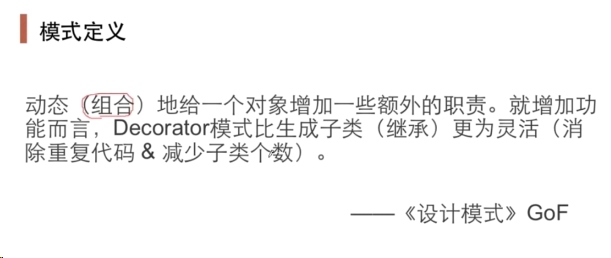 模式定义
动态（组合）地给一个对象增加一些额外的职责。就增加功
能而言，Decorator模式比生成子类（继承）更为灵活（消
除重复代码 & 减少子类个数）。
——《设计模式》GoF